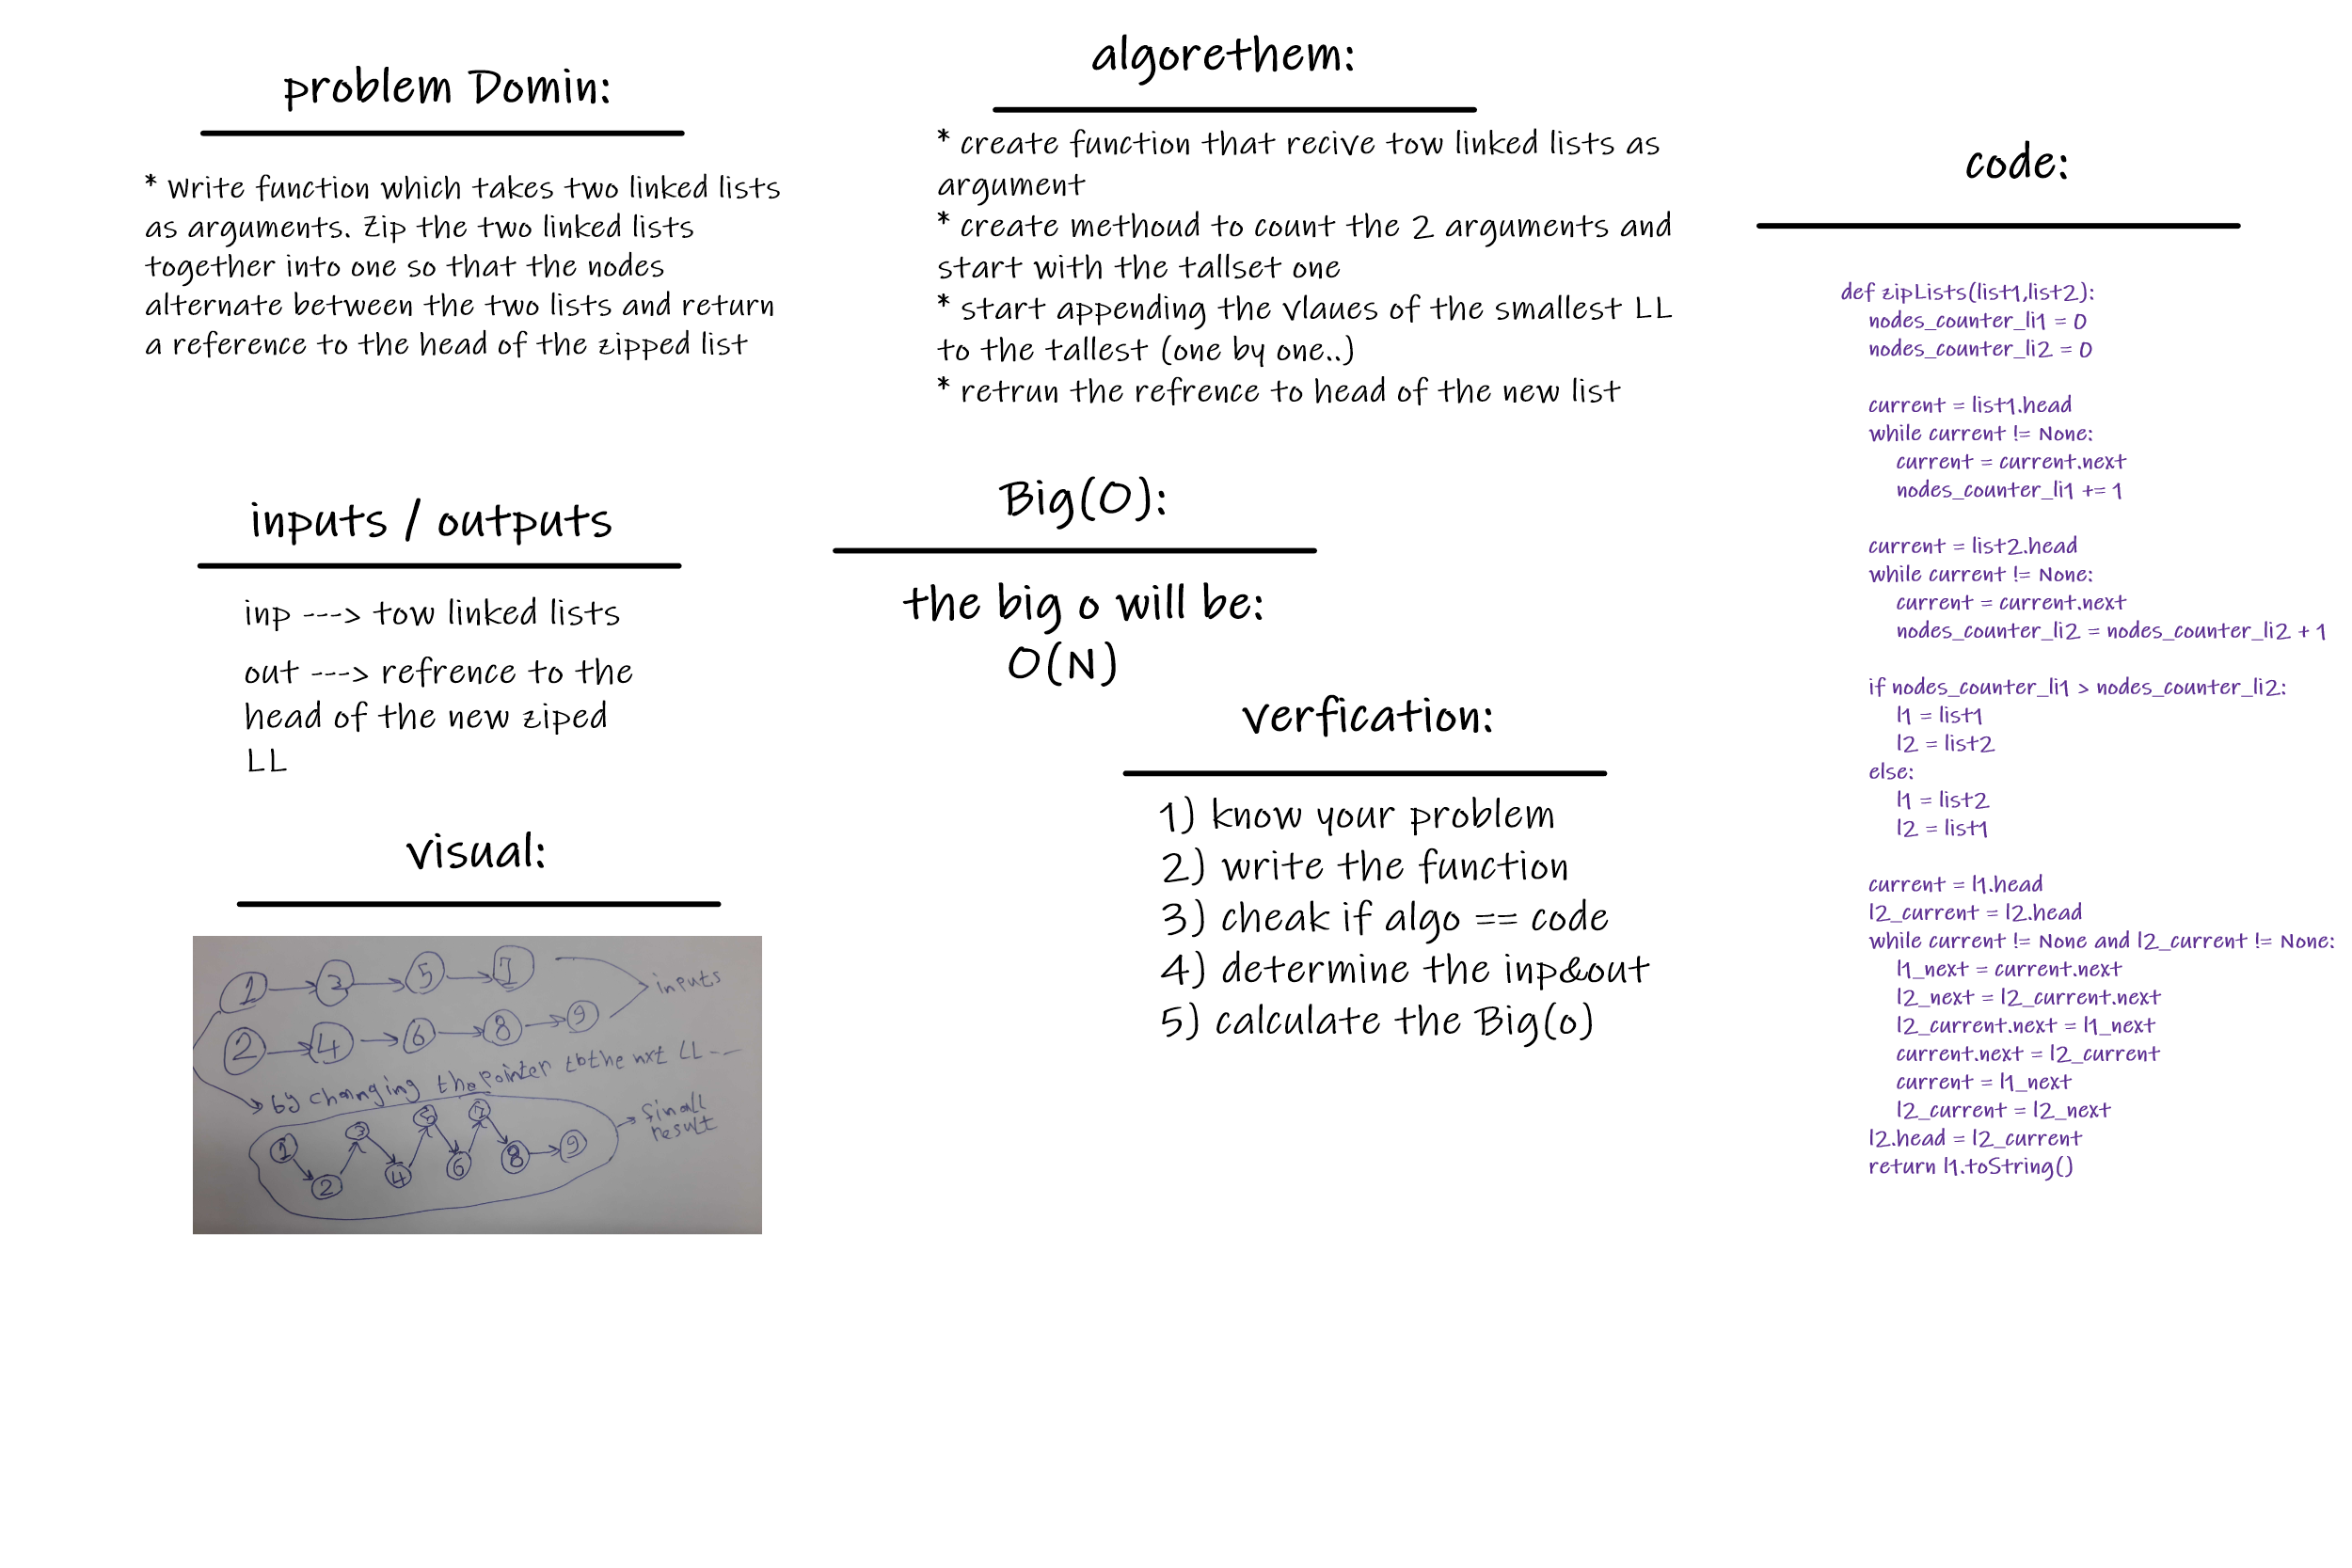 problem Domin:
* Write function which takes two linked lists
as arguments. Zip the two linked lists
together into one so that the nodes
alternate between the two lists and return
a reference to the head of the zipped list
inputs / outputs
inp ---> tow linked lists
out ---> refrence to the
head of the new ziped
LL
visual:
1 3 5 7
inputs
2 4 6 8 9
by changing the pointer to the nxt LL --
1 2 3 4 5 6 7 8 9
finall
result
algorethem:
* create function that recive tow linked lists as
argument
* create methoud to count the 2 arguments and
start with the tallset one
* start appending the vlaues of the smallest LL
to the tallest (one by one..)
* retrun the refrence to head of the new list
Big(O):
the big o will be:
O(N)
verfication:
1) know your problem
2) write the function
3) cheak if algo == code
4) determine the inp&out
5) calculate the Big(o)
code:
def zipLists(list1,list2):
nodes_counter_li1 = 0
nodes_counter_li2 = 0
current = list1.head
while current != None:
current = current.next
nodes_counter_li1 += 1
current = list2.head
while current != None:
current = current.next
nodes_counter_li2 = nodes_counter_li2 + 1
if nodes_counter_li1 > nodes_counter_li2:
l1 = list1
l2 = list2
else:
l1 = list2
l2 = list1
current = l1.head
l2_current = l2.head
while current != None and l2_current != None:
l1_next = current.next
l2_next = l2_current.next
l2_current.next = l1_next
current.next = l2_current
current = l1_next
l2_current = l2_next
l2.head = l2_current
return l1.toString()